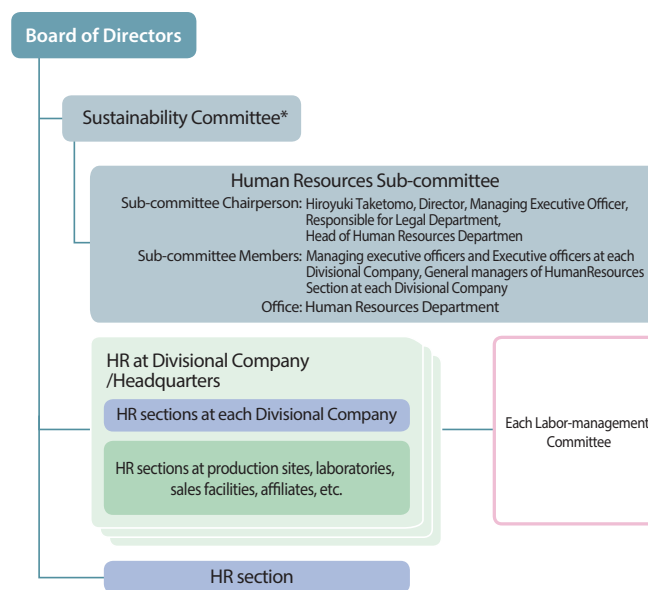 Board of Directors
Sustainability Committee*
Human Resources Sub-committee
Sub-committee Chairperson: Hiroyuki Taketomo, Director, Managing Executive Officer,
Responsible for Legal Department,
Head of Human Resources Departmen
Sub-committee Members: Managing executive officers and Executive officers at each
Divisional Company, General managers of HumanResources
Section at each Divisional Company
Office: Human Resources Department
HR at Divisional Company
/Headquarters
HR sections at each Divisional Company
HR sections at production sites, laboratories,
sales facilities, affiliates, etc.
Each Labor-management
Committee
HR section